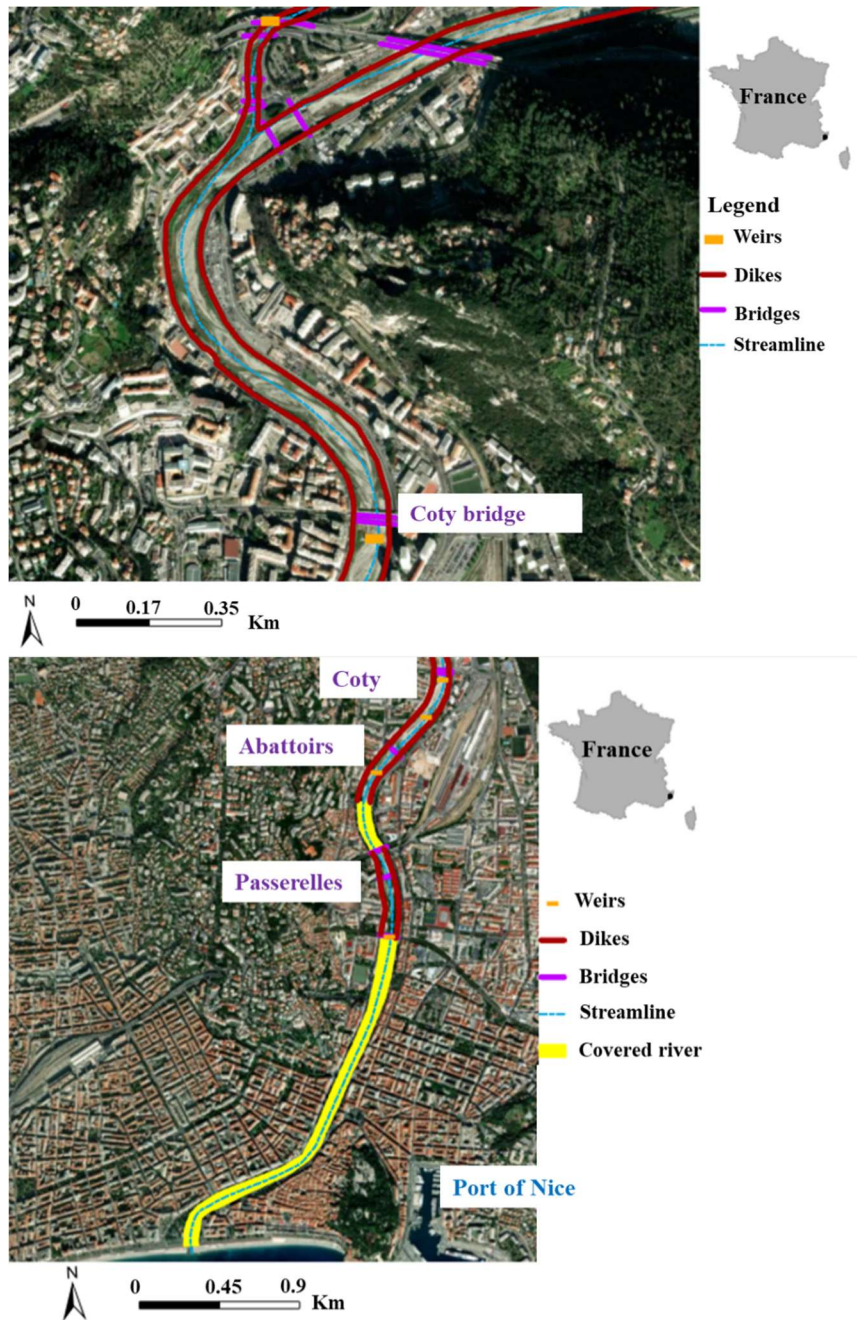 France
Legend
Weirs
Dikes
Bridges
Streamline
Coty bridge
N
0 0.17 0.35 Km
Coty
Abattoirs
France
Passerelles
Weirs
Dikes
Bridges
Streamline
Covered river
Port of Nice
N
0 0.45 0.9 Km